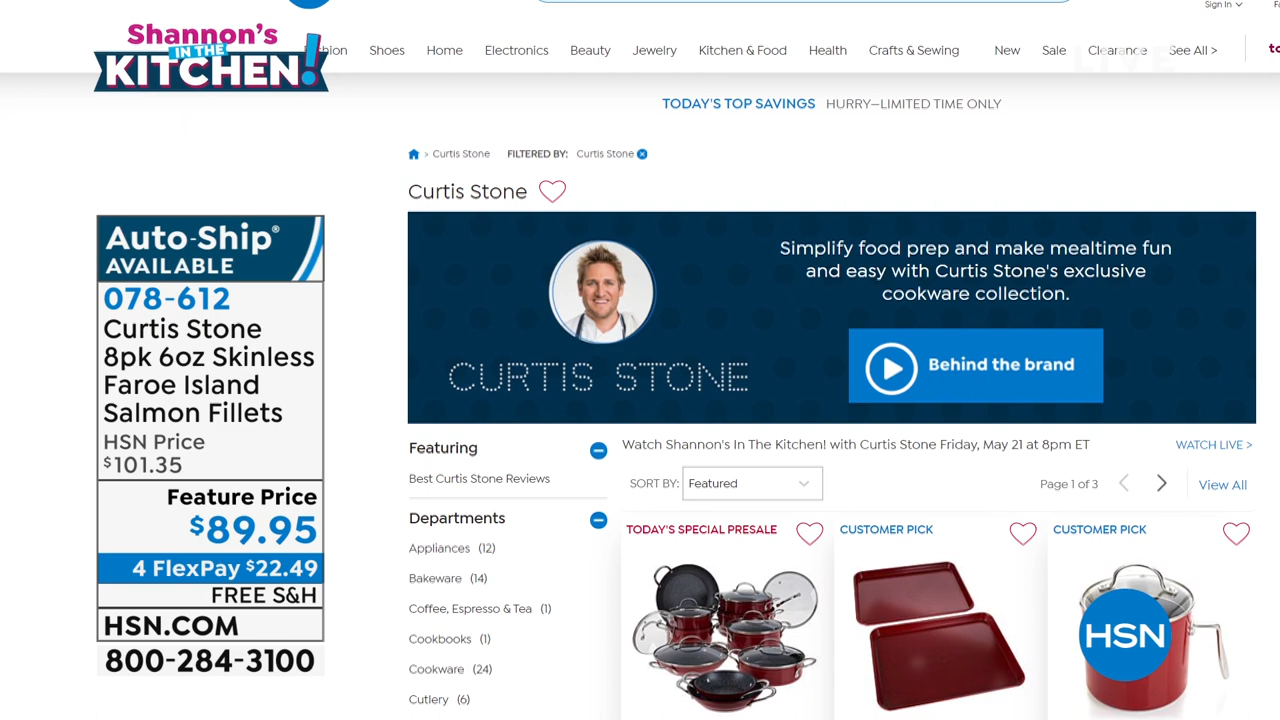 Sign In
Shannon's
IN THE
KITCHEN!
Fashion Shoes Home Electronics Beauty Jewelry Kitchen & Food Health Crafts & Sewing New Sale Clearance See All >
LIVE
TODAY'S TOP SAVINGS HURRY—LIMITED TIME ONLY
> Curtis Stone FILTERED BY: Curtis Stone
Curtis Stone
Simplify food prep and make mealtime fun
and easy with Curtis Stone's exclusive
cookware collection.
Behind the brand
CURTIS STONE
Auto-Ship®
AVAILABLE
078-612
Curtis Stone
8pk 6oz Skinless
Faroe Island
Salmon Fillets
HSN Price
$101.35
Feature Price
$89.95
4 FlexPay $22.49
FREE S&H
HSN.COM
800-284-3100
Featuring
Best Curtis Stone Reviews
Departments
Appliances (12)
Bakeware (14)
Coffee, Espresso & Tea (1)
Cookbooks (1)
Cookware (24)
Cutlery (6)
Watch Shannon's In The Kitchen! with Curtis Stone Friday, May 21 at 8pm ET WATCH LIVE >
SORT BY: Featured Page 1 of 3 View All
TODAY'S SPECIAL PRESALE CUSTOMER PICK CUSTOMER PICK
HSN